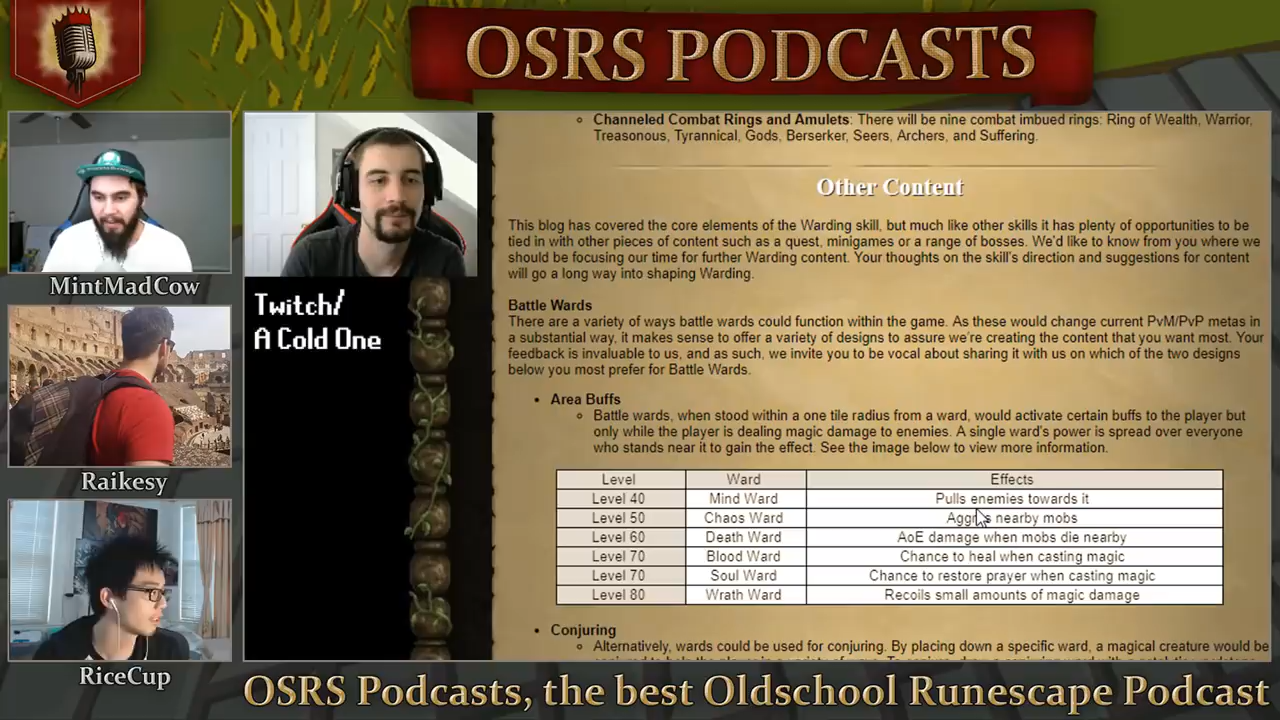 OSRS PODCASTS
MintMadCow
Raikesy
RiceCup
Twitch/
A Cold One
Channeled Combat Rings and Amulets: There will be nine combat imbued rings: Ring of Wealth, Warrior,
Treasonous, Tyrannical, Gods, Berserker, Seers, Archers, and Suffering.
Other Content
This blog has covered the core elements of the Warding skill, but much like other skills it has plenty of opportunities to be
tied in with other pieces of content such as a quest, minigames or a range of bosses. We'd like to know from you where we
should be focusing our time for further Warding content. Your thoughts on the skill's direction and suggestions for content
will go a long way into shaping Warding.
Battle Wards
There are a variety of ways battle wards could function within the game. As these would change current PvM/PvP metas in
a substantial way, it makes sense to offer a variety of designs to assure we're creating the content that you want most. Your
feedback is invaluable to us, and as such, we invite you to be vocal about sharing it with us on which of the two designs
below you most prefer for Battle Wards.
Area Buffs
Battle wards, when stood within a one tile radius from a ward, would activate certain buffs to the player but
only while the player is dealing magic damage to enemies. A single ward's power is spread over everyone
who stands near it to gain the effect. See the image below to view more information.
Level Ward Effects
Level 40 Mind Ward Pulls enemies towards it
Level 50 Chaos Ward nearby mobs
Level 60 Death Ward AoE damage when mobs die nearby
Level 70 Blood Ward Chance to heal when casting magic
Level 70 Soul Ward Chance to restore prayer when casting magic
Level 80 Wrath Ward Recoils small amounts of magic damage
Conjuring
Alternatively, wards could be used for conjuring. By placing down a specific ward, a magical creature would be
OSRS Podcasts, the best Oldschool Runescape Podcast